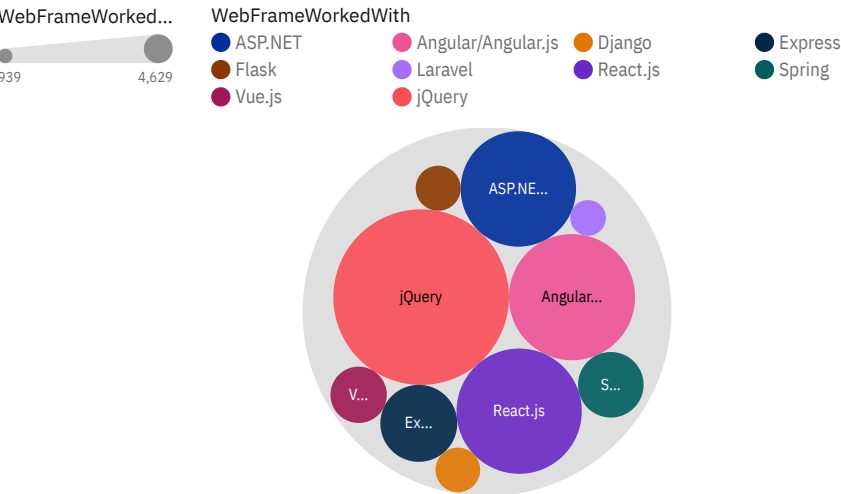 WebFrameWorked...
939
4,629
WebFrameWorkedWith
ASP.NET
Angular/Angular.js
Django
Express
Flask
Laravel
React.js
Spring
Vue.js
jQuery
ASP.NE...
jQuery
Angular...
V...
Ex...
React.js
S...